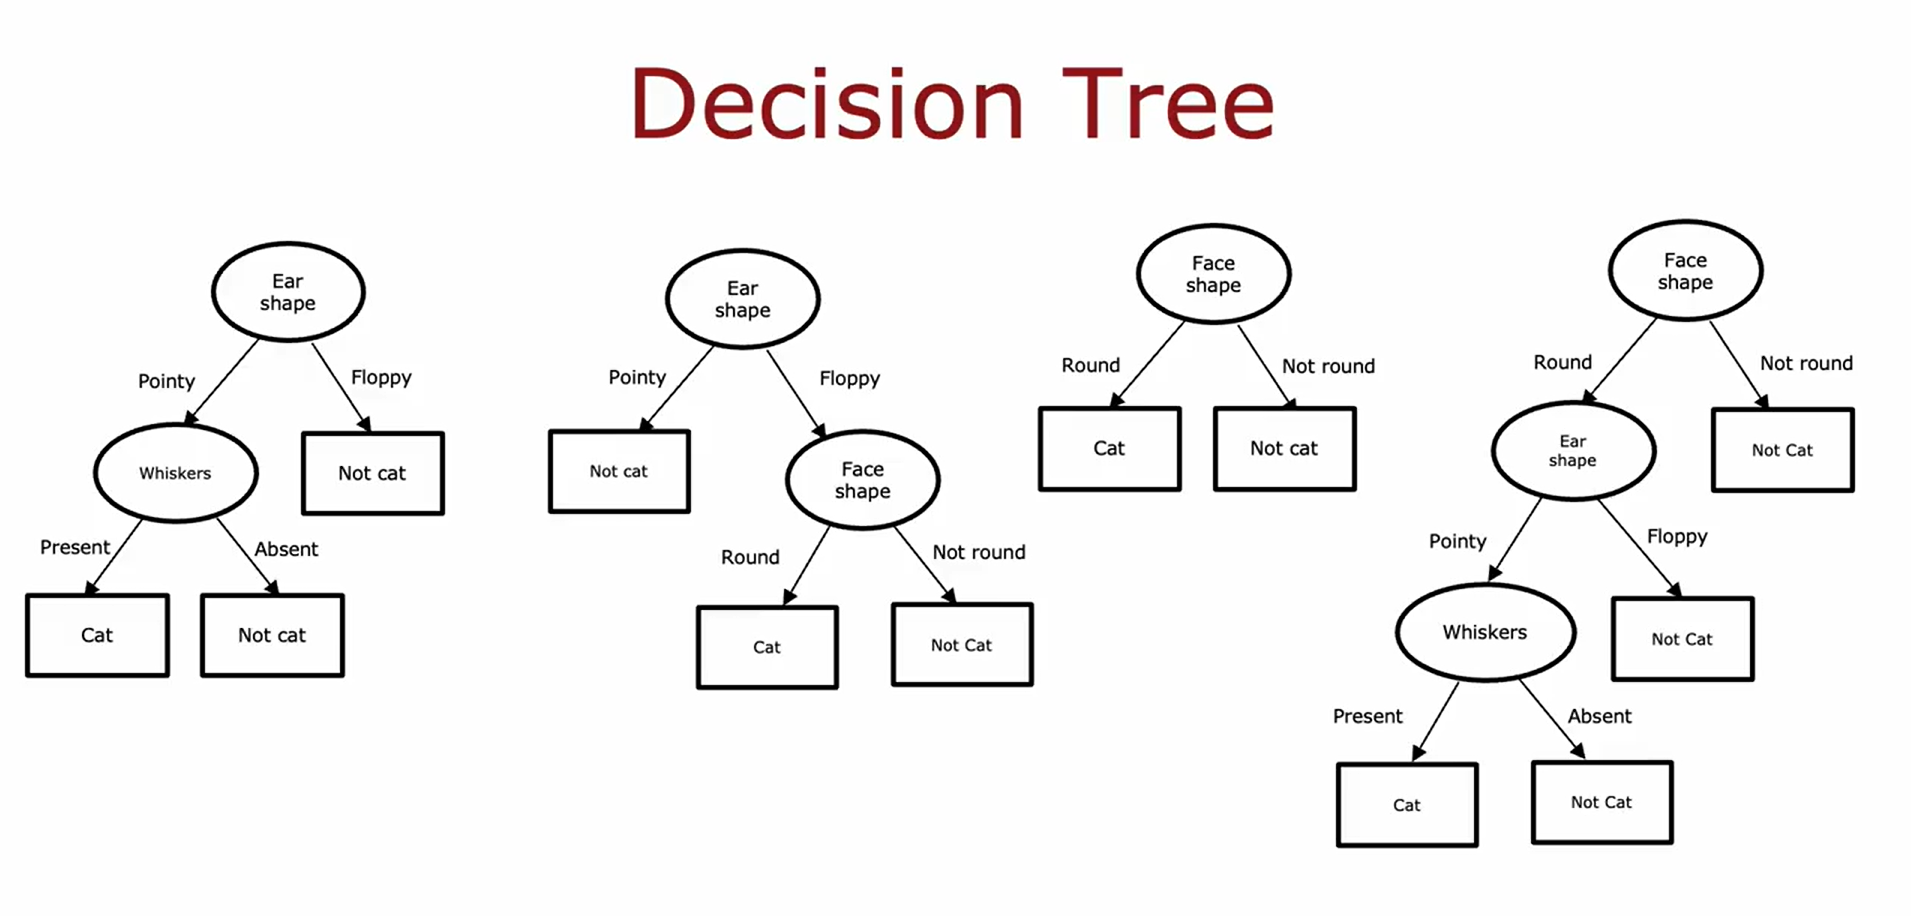 Decision Tree
Ear
shape
Pointy
Floppy
Whiskers
Not cat
Present
Absent
Cat
Not cat
Ear
shape
Pointy
Floppy
Not cat
Face
shape
Round
Not round
Cat
Not Cat
Face
shape
Round
Not round
Cat
Not cat
Face
shape
Round
Not round
Ear
shape
Not Cat
Pointy
Floppy
Whiskers
Not Cat
Present
Absent
Cat
Not Cat